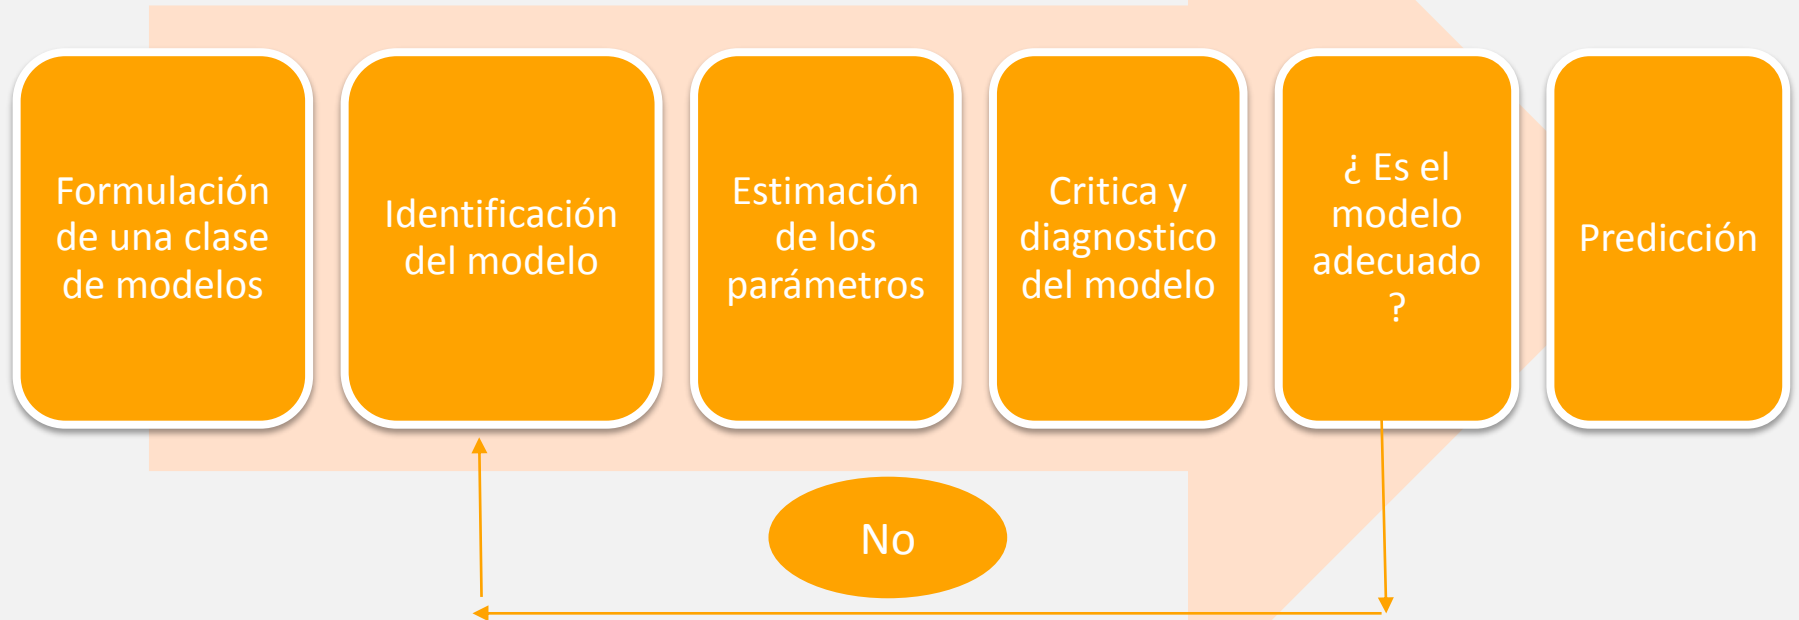 Formulación
de una clase
de modelos
Identificación
del modelo
Estimación
de los
parámetros
Critica y
diagnostico
del modelo
¿ Es el
modelo
adecuado
?
Predicción
No